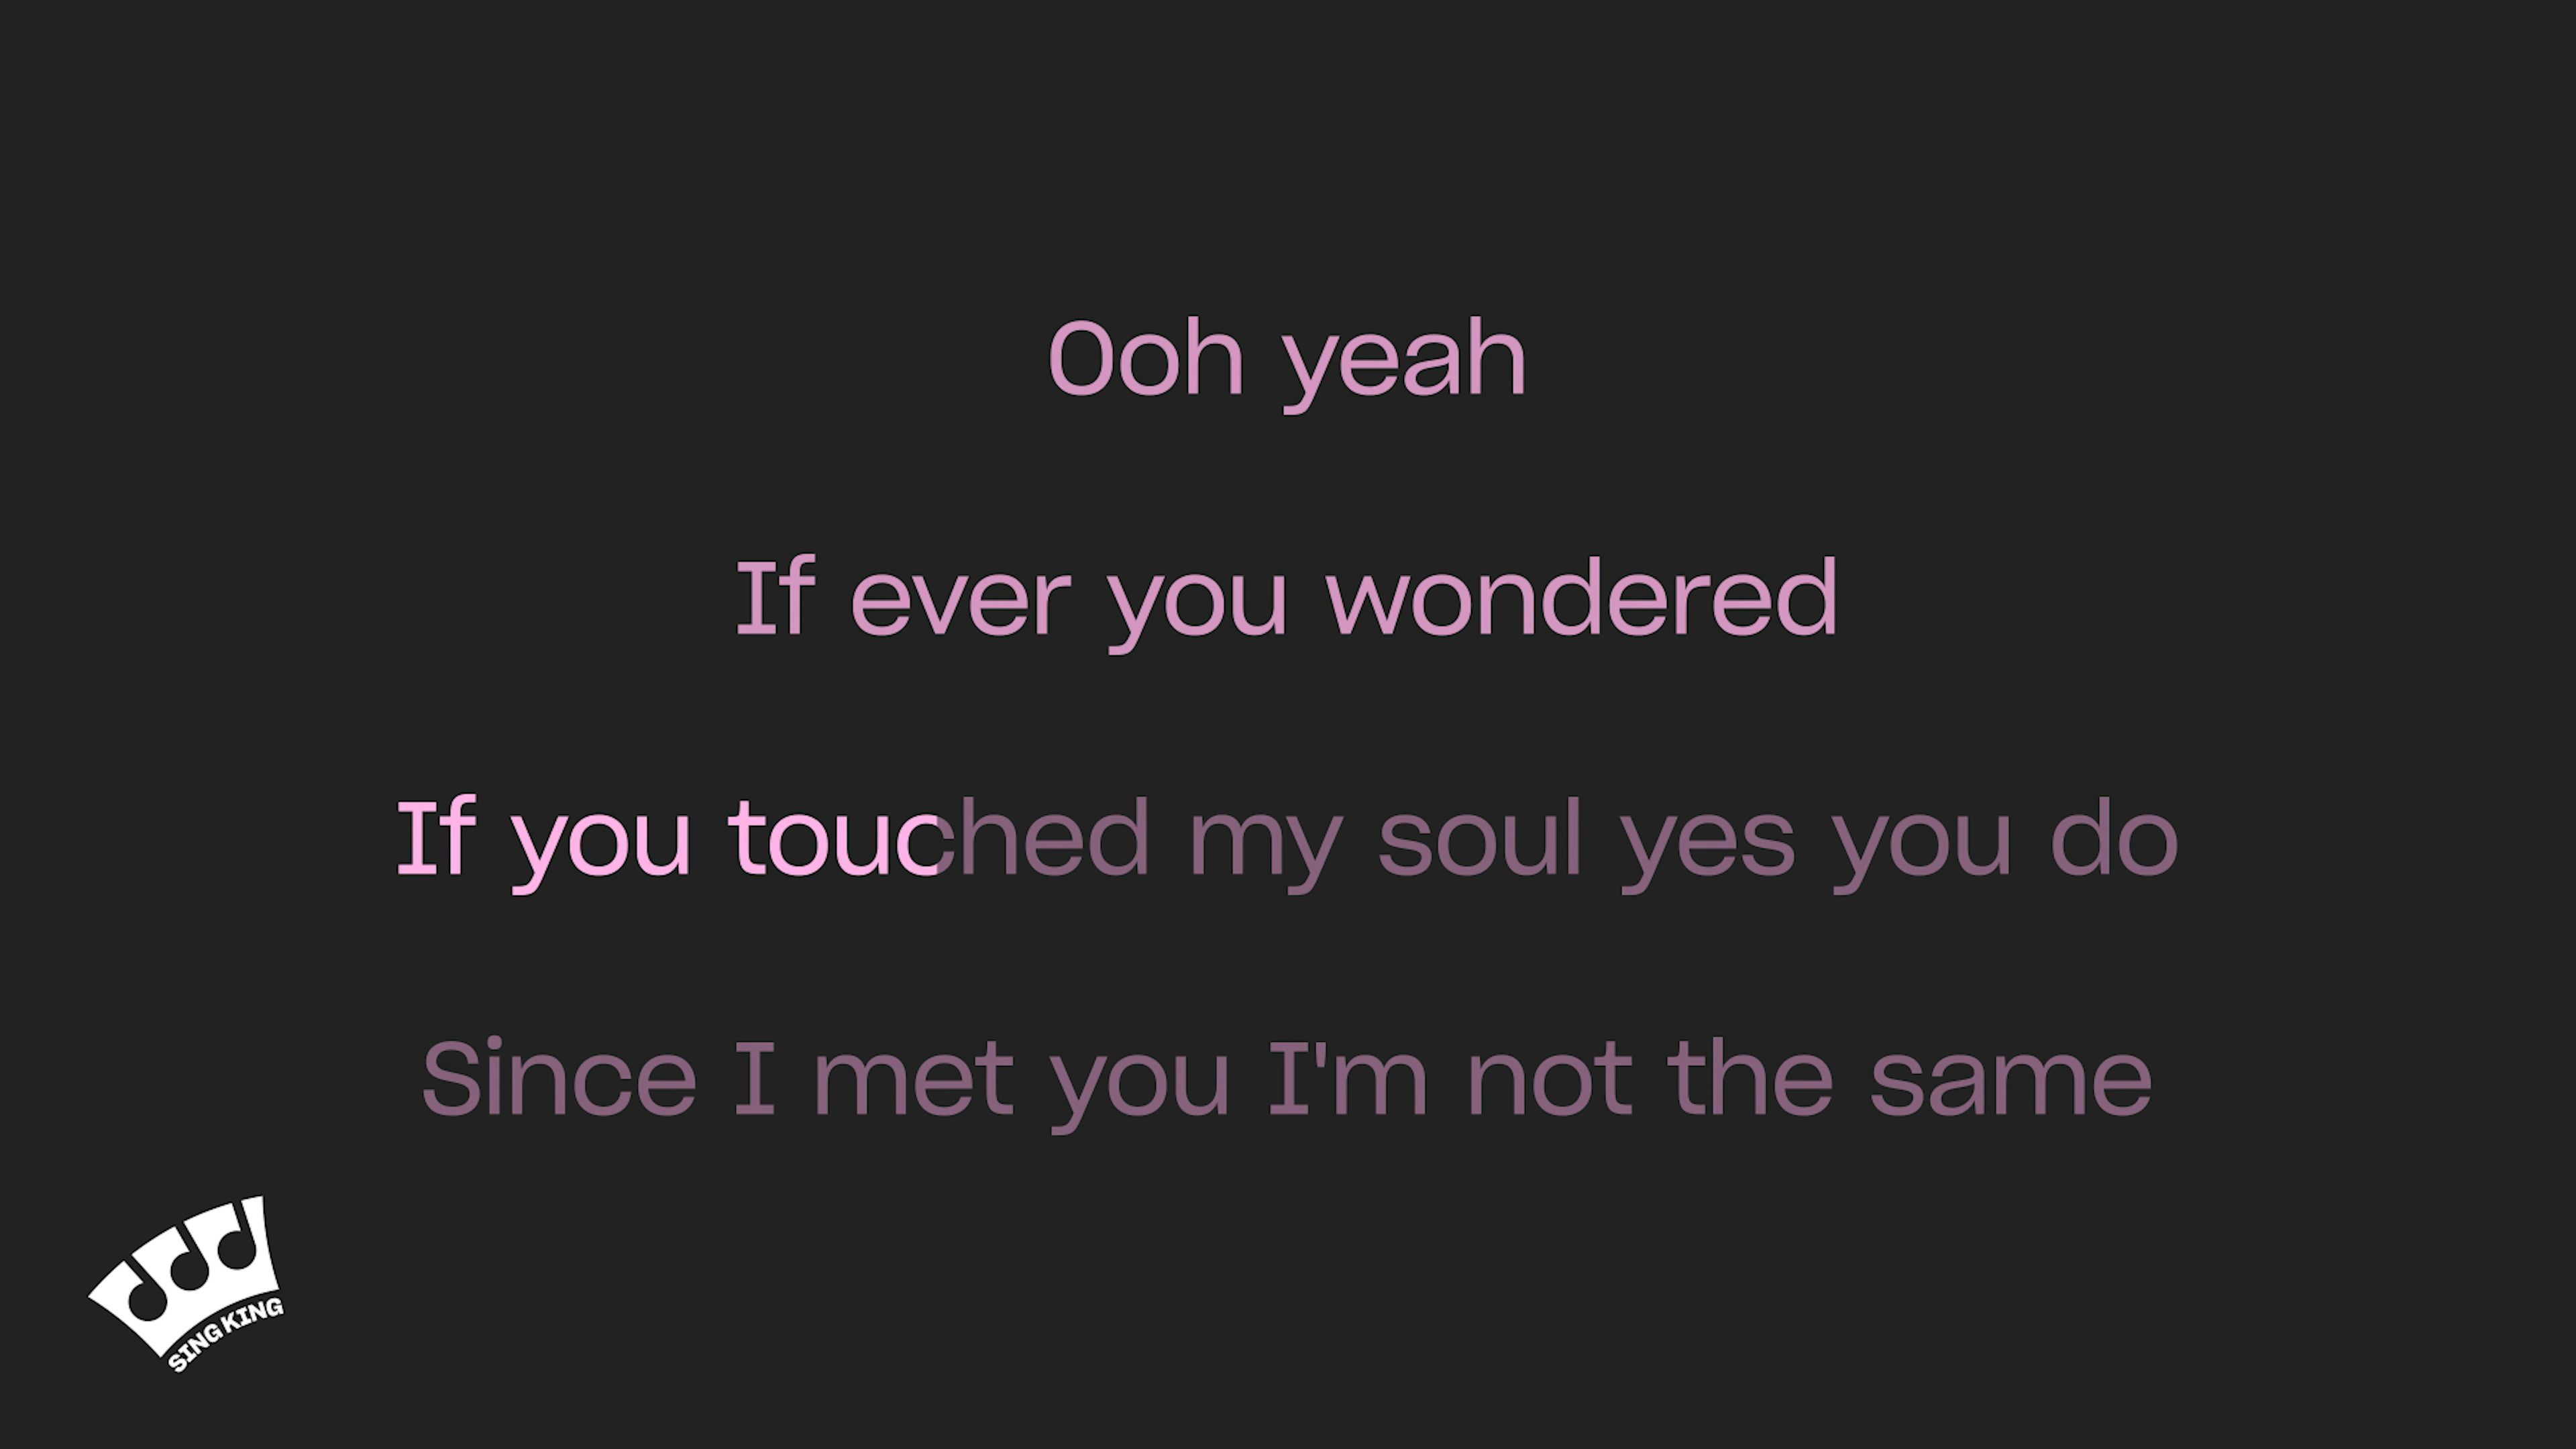 Ooh yeah
If ever you wondered
If you touched my soul yes you do
Since I met you I'm not the same
SING KING